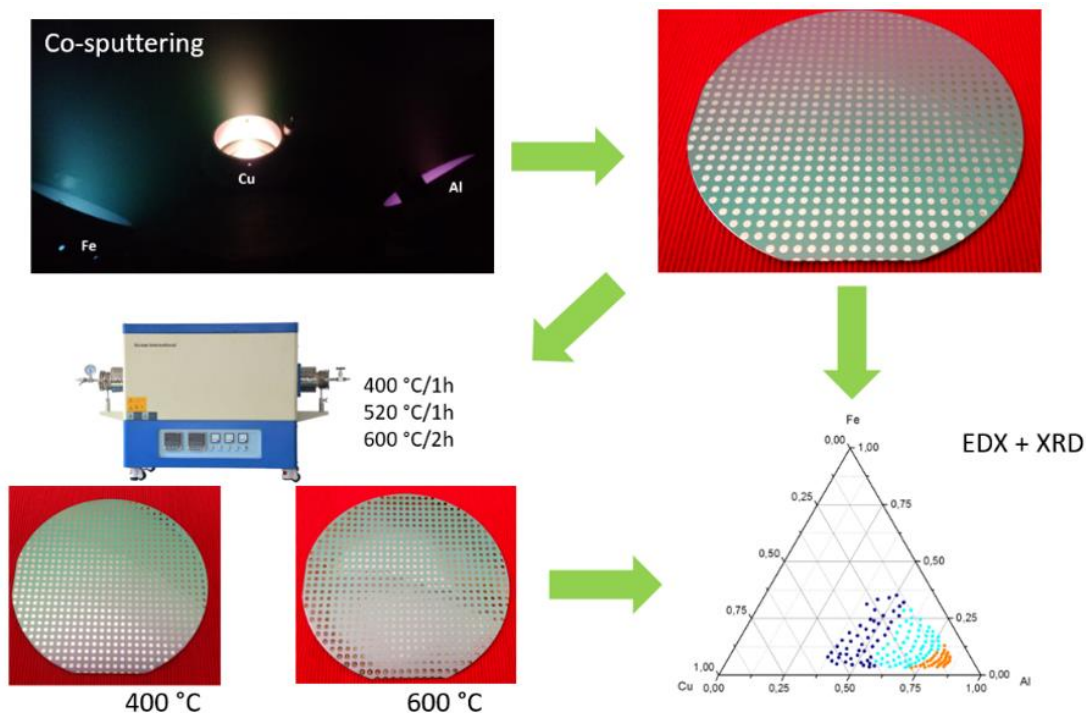 Co-sputtering
Cu
Al
Fe
400 °C/1h
520 °C/1h
600 °C/2h
400 °C
600 °C
EDX + XRD
Fe
0,00 1,00
0,25 0,75
0,50 0,50
0,75 0,25
1,00 0,00
Cu 0,00 0,25 0,50 0,75 1,00 Al